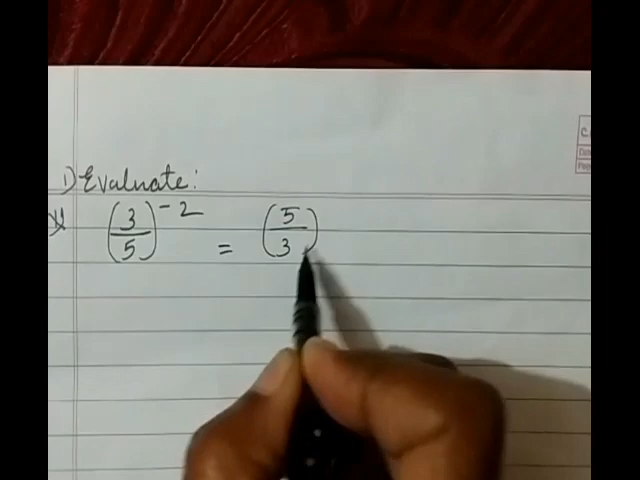 1) Evaluate:
(3/5)^-2 = (5/3)